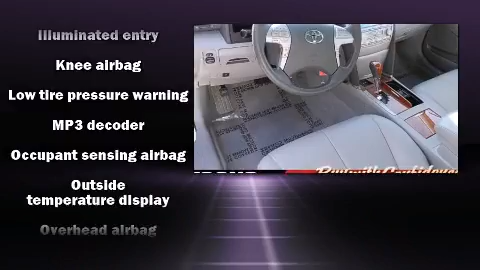 Illuminated entry
Knee airbag
Low tire pressure warning
MP3 decoder
Occupant sensing airbag
Outside
temperature display
Overhead airbag